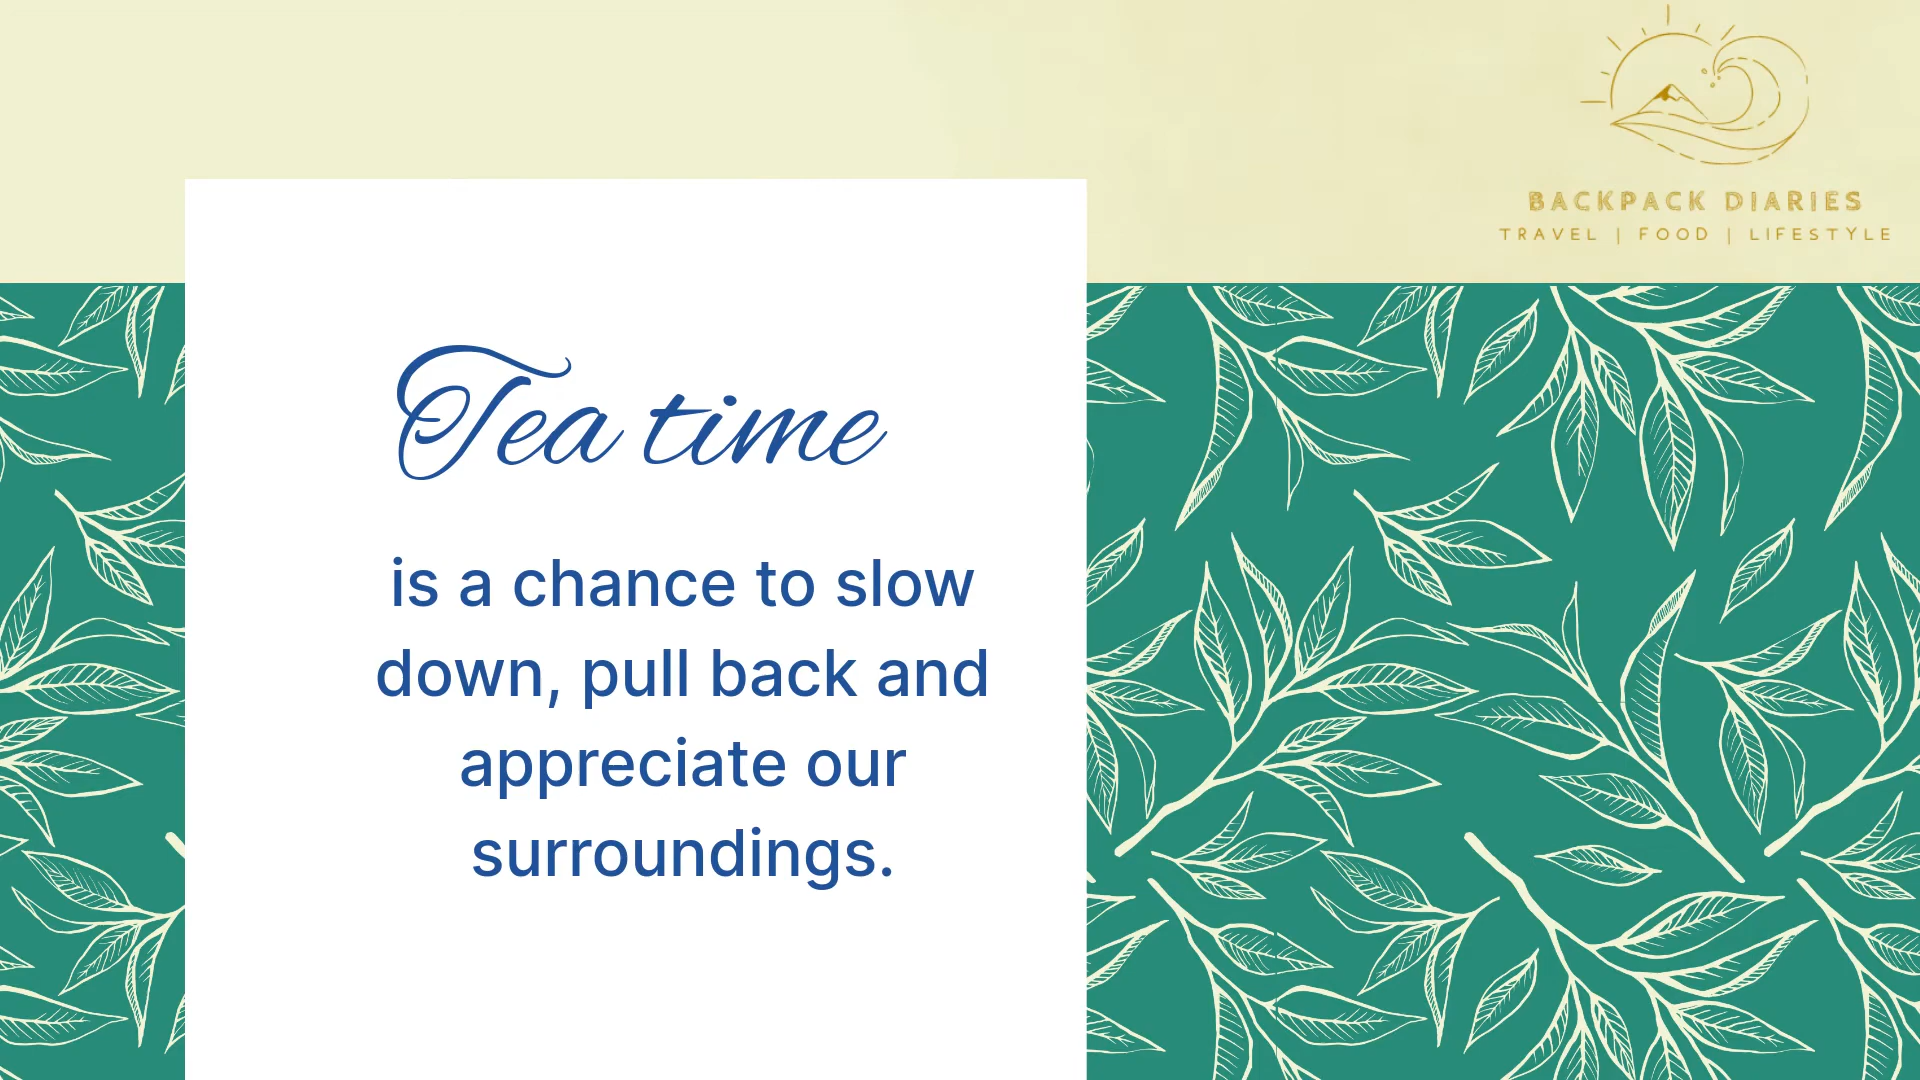 BACKPACK DIARIES
TRAVEL | FOOD | LIFESTYLE
Tea time
is a chance to slow
down, pull back and
appreciate our
surroundings.